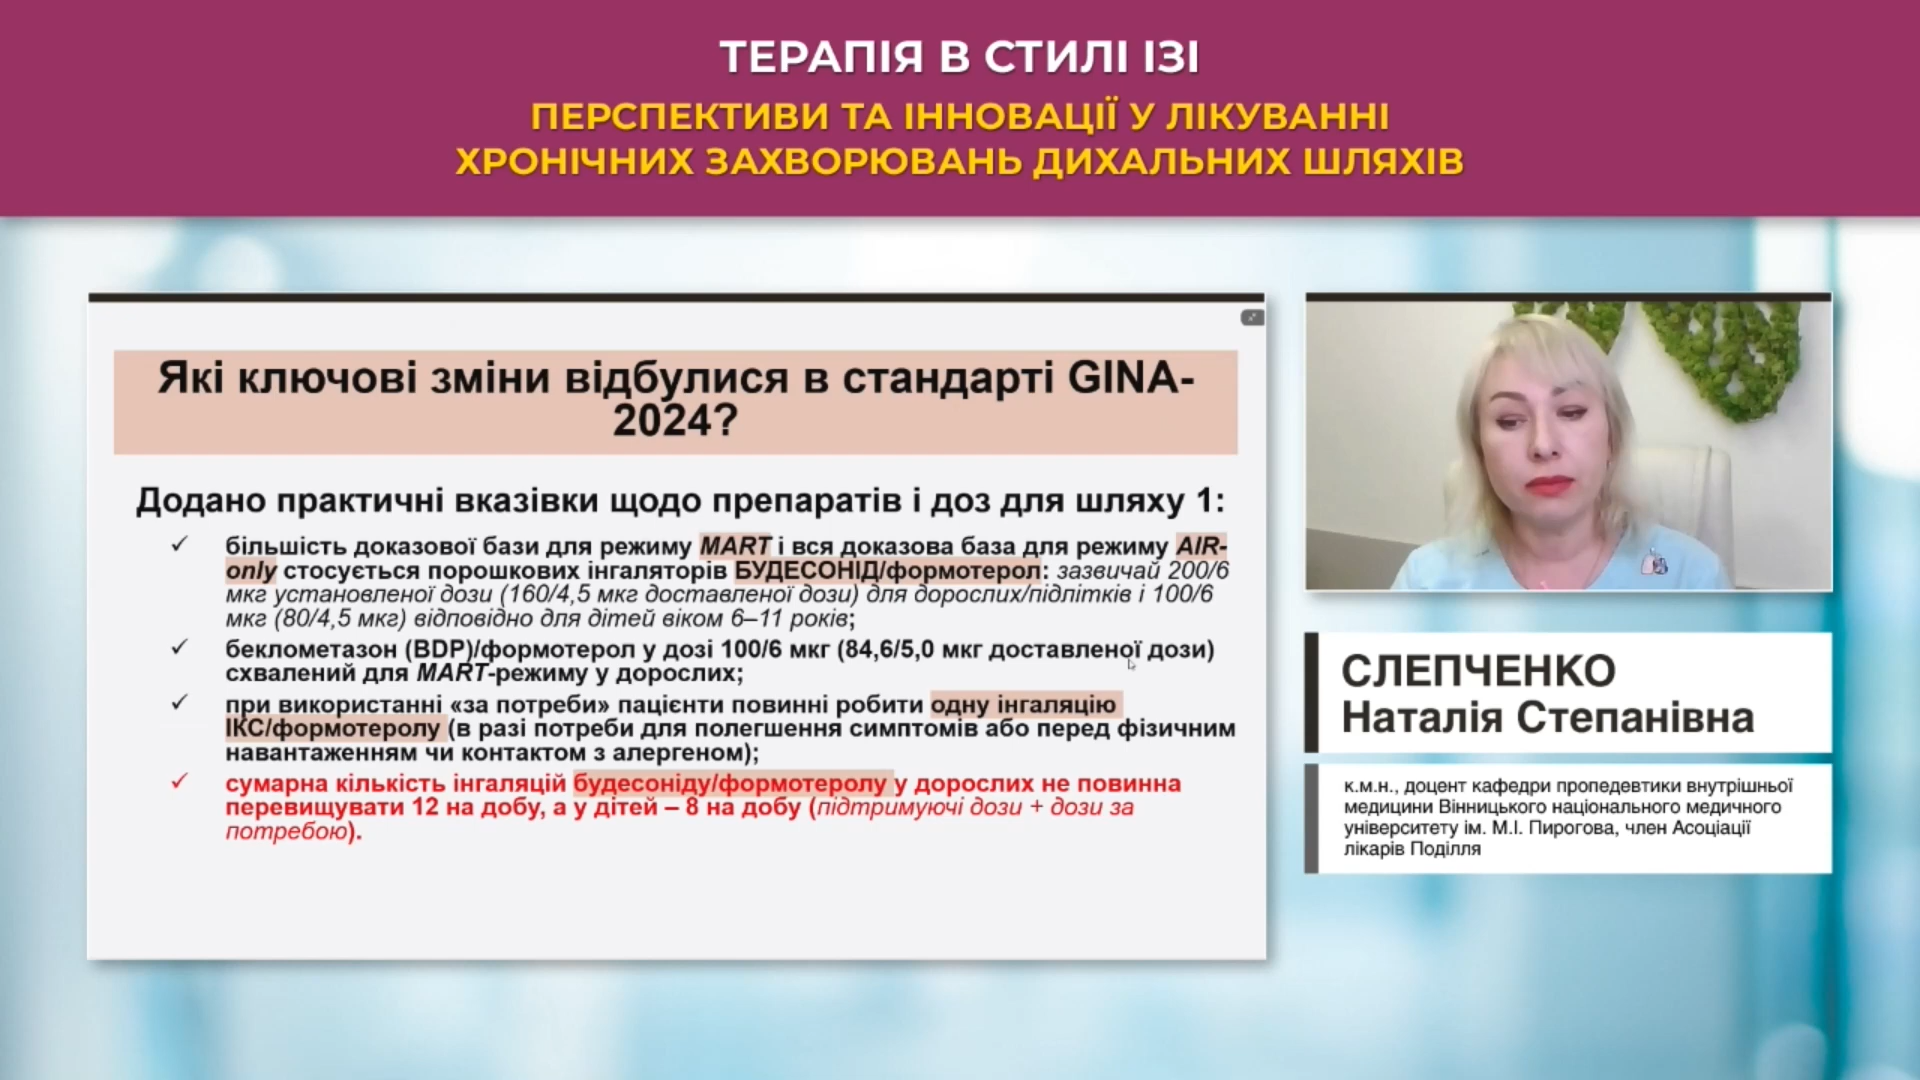 ТЕРАПІЯ В СТИЛІ ІЗІ
ПЕРСПЕКТИВИ ТА ІННОВАЦІЇ У ЛІКУВАННІ
ХРОНІЧНИХ ЗАХВОРЮВАНЬ ДИХАЛЬНИХ ШЛЯХІВ
Які ключові зміни відбулися в стандарті GINA-
2024?
Додано практичні вказівки щодо препаратів і доз для шляху 1:
✓ більшість доказової бази для режиму MART і вся доказова база для режиму AIR-
only стосується порошкових інгаляторів БУДЕСОНІД/формотерол: зазвичай 200/6
мкг установленої дози (160/4,5 мкг доставленої дози) для дорослих/підлітків і 100/6
мкг (80/4,5 мкг) відповідно для дітей віком 6–11 років;
✓ беклометазон (BDP)/формотерол у дозі 100/6 мкг (84,6/5,0 мкг доставленої дози)
схвалений для MART-режиму у дорослих;
✓ при використанні «за потреби» пацієнти повинні робити одну інгаляцію
ІКС/формотеролу (в разі потреби для полегшення симптомів або перед фізичним
навантаженням чи контактом з алергеном);
✓ сумарна кількість інгаляцій будесоніду/формотеролу у дорослих не повинна
перевищувати 12 на добу, а у дітей – 8 на добу (підтримуючі дози + дози за
потребою).
СЛЕПЧЕНКО
Наталія Степанівна
к.м.н., доцент кафедри пропедевтики внутрішньої
медицини Вінницького національного медичного
університету ім. М.І. Пирогова, член Асоціації
лікарів Поділля